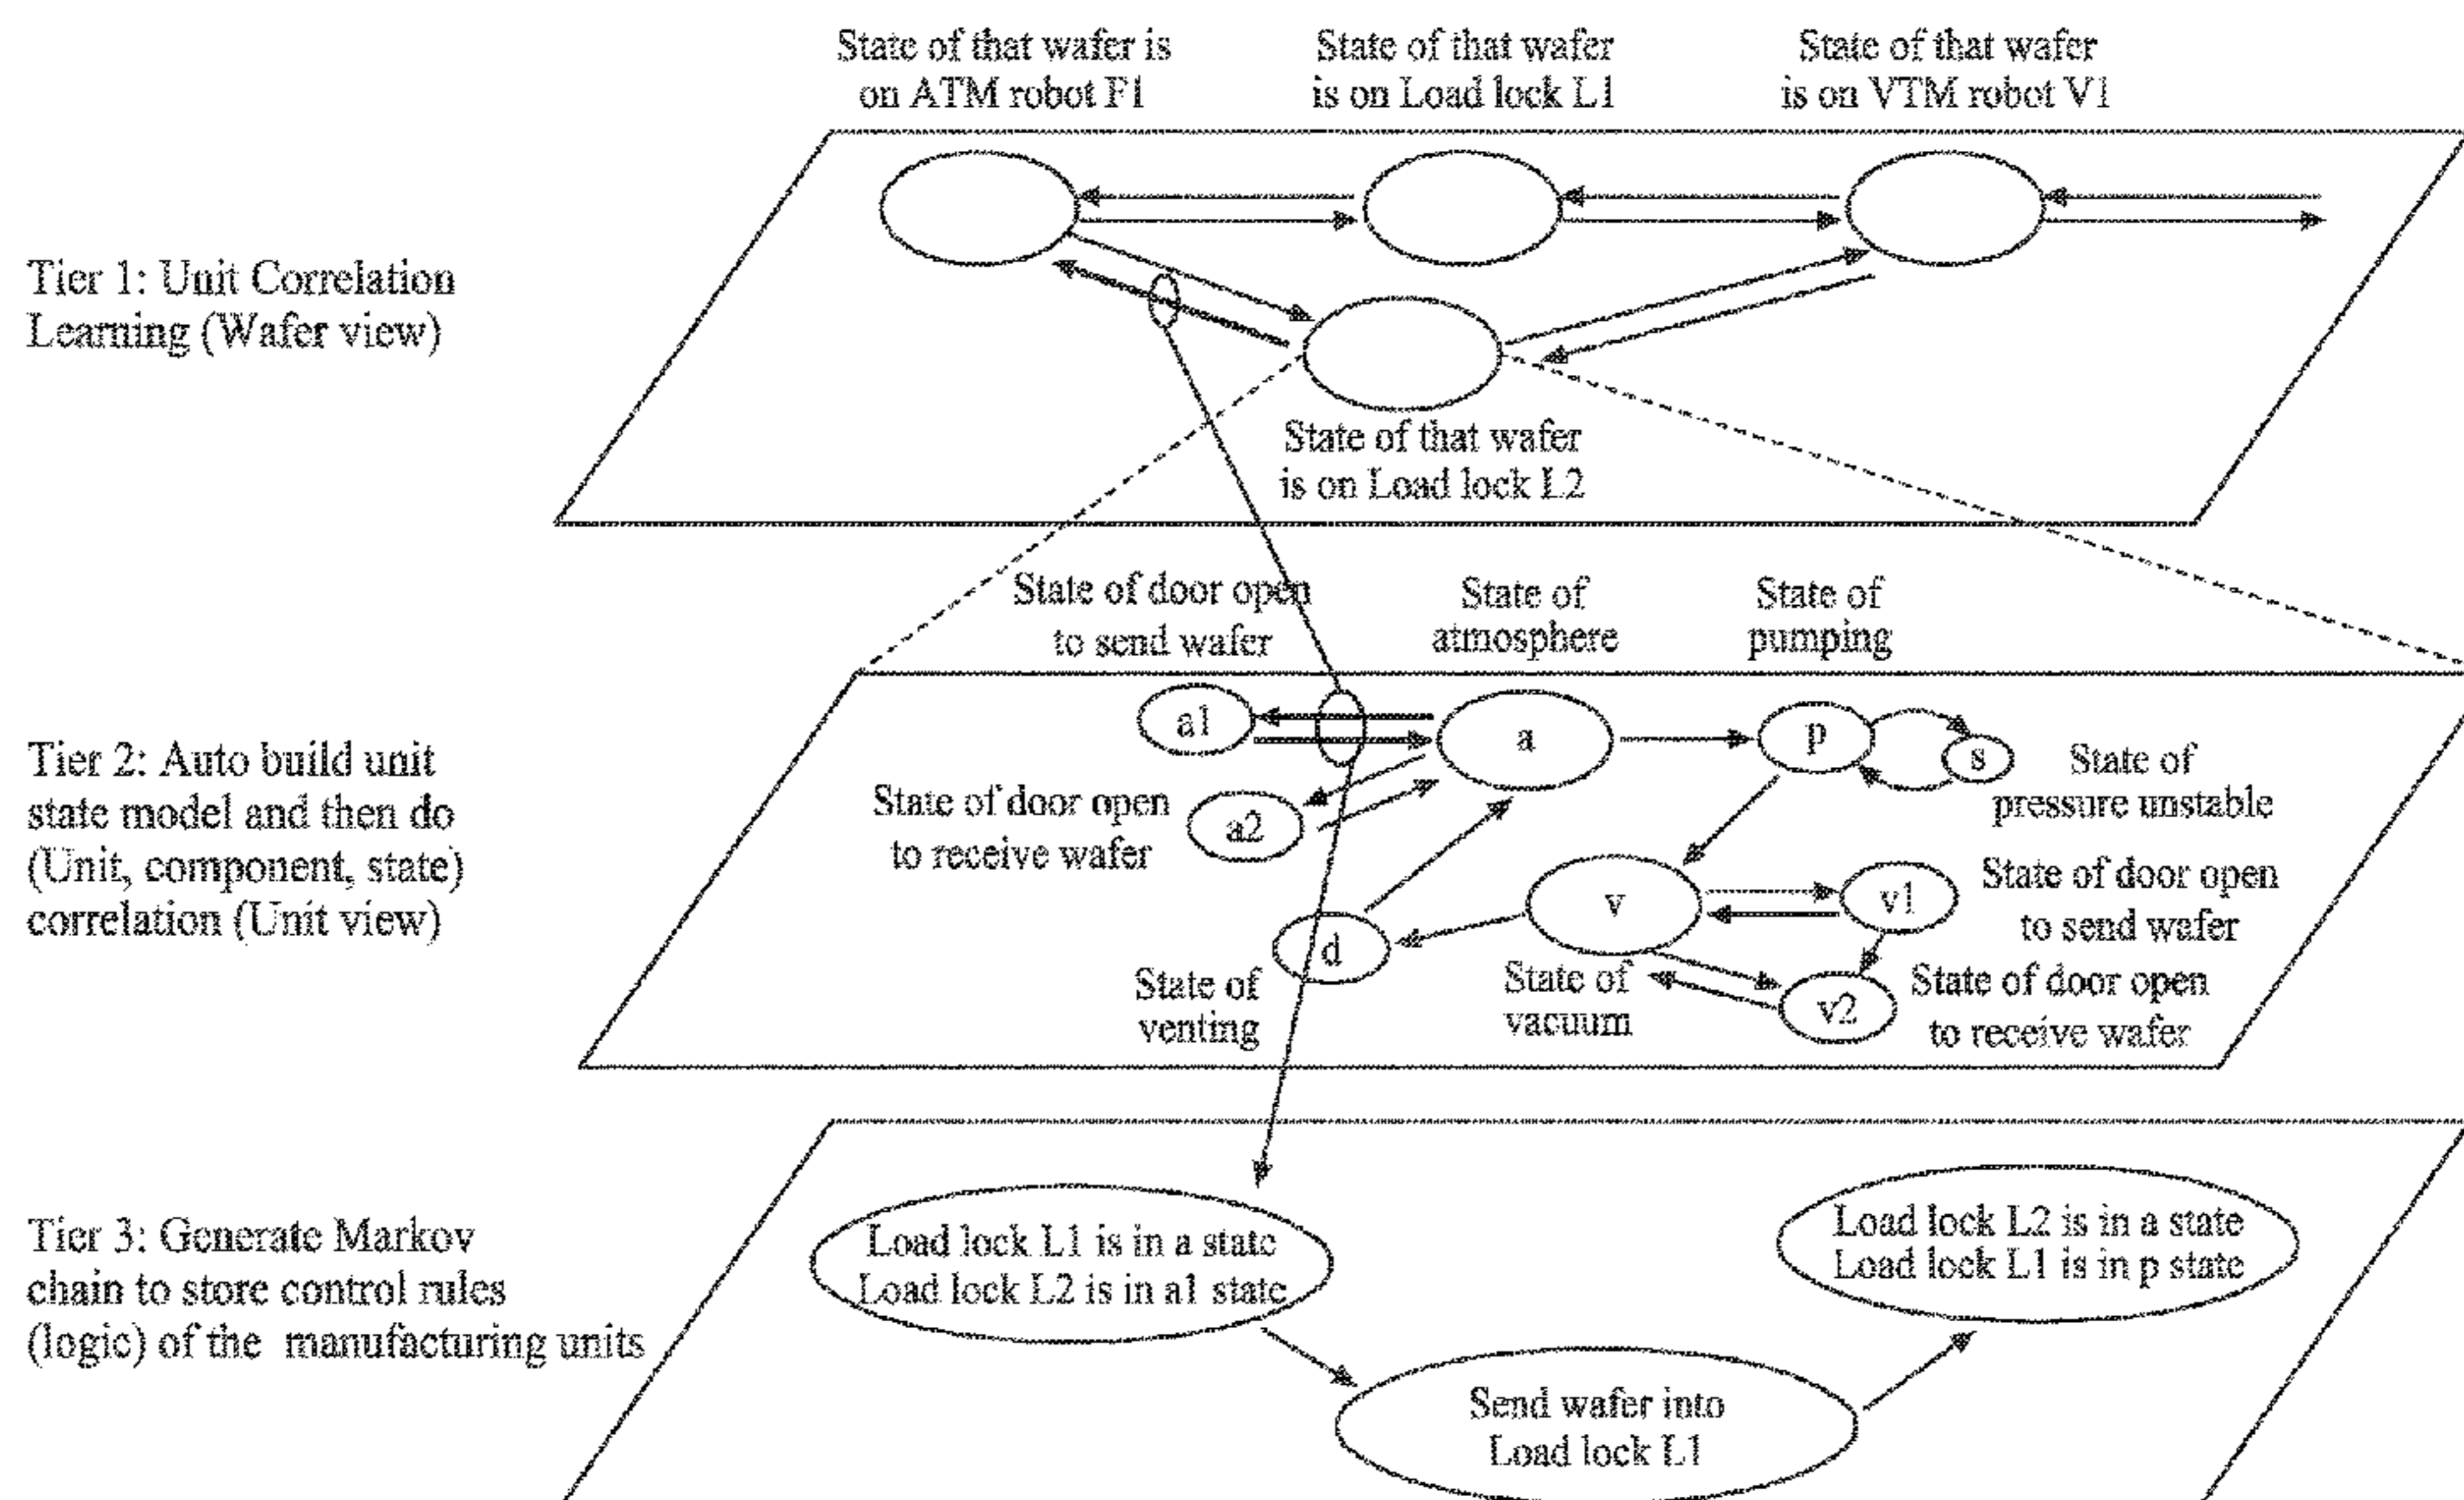 State of that wafer is
on ATM robot F1
State of that wafer
is on Load lock L1
State of that wafer
is on VTM robot V1
Tier 1: Unit Correlation
Learning (Wafer view)
State of that wafer
is on Load lock L2
State of door open
to send wafer
State of
atmosphere
State of
pumping
Tier 2: Auto build unit
state model and then do
(Unit, component, state)
correlation (Unit view)
a1
a
p
s
State of
pressure unstable
State of door open
to receive wafer
a2
v
v1
State of door open
to send wafer
d
State of
venting
State of
vacuum
v2
State of door open
to receive wafer
Tier 3: Generate Markov
chain to store control rules
(logic) of the manufacturing units
Load lock L1 is in a state
Load lock L2 is in a1 state
Load lock L2 is in a state
Load lock L1 is in p state
Send wafer into
Load lock L1